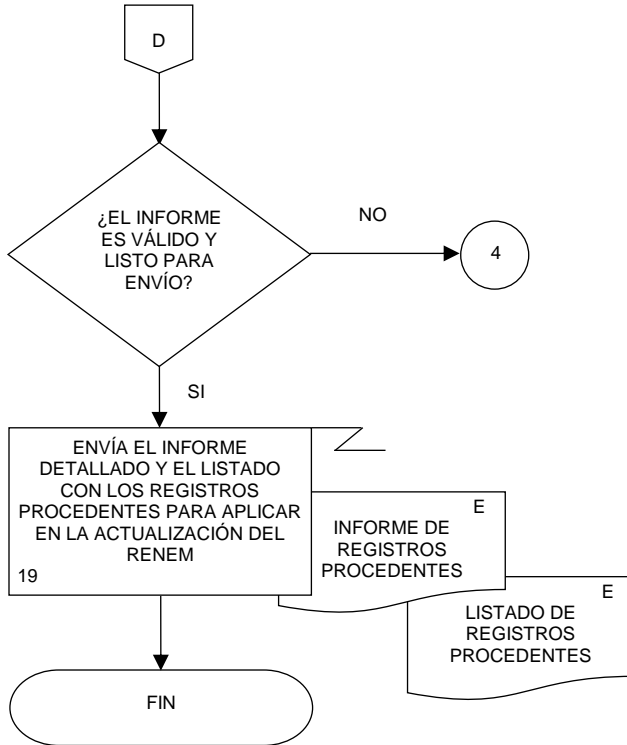 D
¿EL INFORME
ES VÁLIDO Y
LISTO PARA
ENVÍO?
NO
4
SI
ENVÍA EL INFORME
DETALLADO Y EL LISTADO
CON LOS REGISTROS
PROCEDENTES PARA APLICAR
EN LA ACTUALIZACIÓN DEL
RENEM
19
E
INFORME DE
REGISTROS
PROCEDENTES
E
LISTADO DE
REGISTROS
PROCEDENTES
FIN